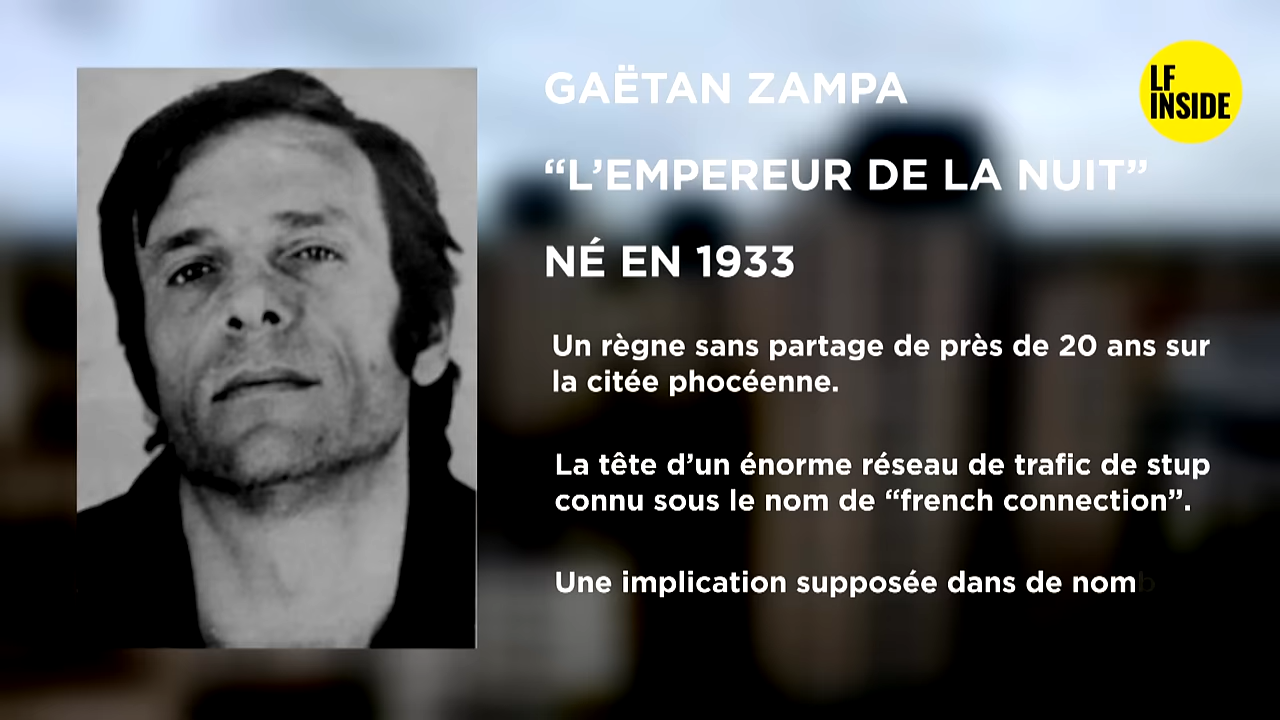 GAËTAN ZAMPA
LF
INSIDE
“L’EMPEREUR DE LA NUIT”
NÉ EN 1933
Un règne sans partage de près de 20 ans sur
la citée phocéenne.
La tête d’un énorme réseau de trafic de stup
connu sous le nom de “french connection”.
Une implication supposée dans de nomb